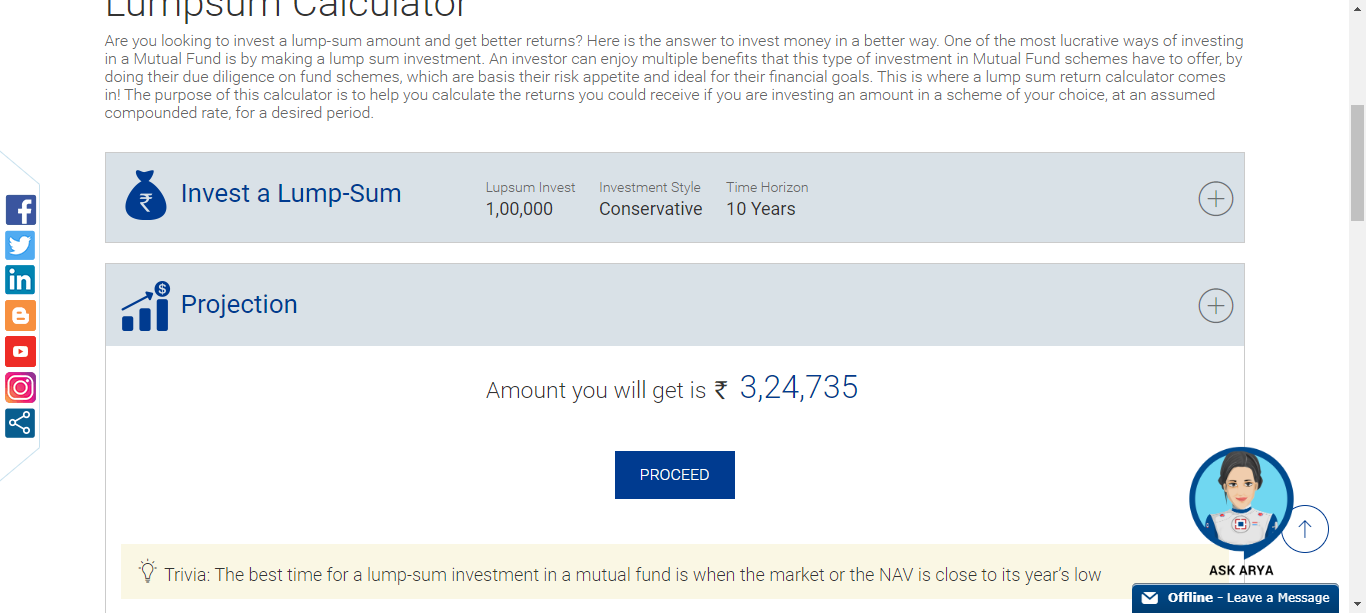 Lumpsum Calculator
Are you looking to invest a lump-sum amount and get better returns? Here is the answer to invest money in a better way. One of the most lucrative ways of investing
in a Mutual Fund is by making a lump sum investment. An investor can enjoy multiple benefits that this type of investment in Mutual Fund schemes have to offer, by
doing their due diligence on fund schemes, which are basis their risk appetite and ideal for their financial goals. This is where a lump sum return calculator comes
in! The purpose of this calculator is to help you calculate the returns you could receive if you are investing an amount in a scheme of your choice, at an assumed
compounded rate, for a desired period.
₹ Invest a Lump-Sum
Lupsum Invest Investment Style Time Horizon
1,00,000 Conservative 10 Years
$ Projection
Amount you will get is ₹ 3,24,735
PROCEED
Trivia: The best time for a lump-sum investment in a mutual fund is when the market or the NAV is close to its year's low
ASK ARYA
Offline - Leave a Message